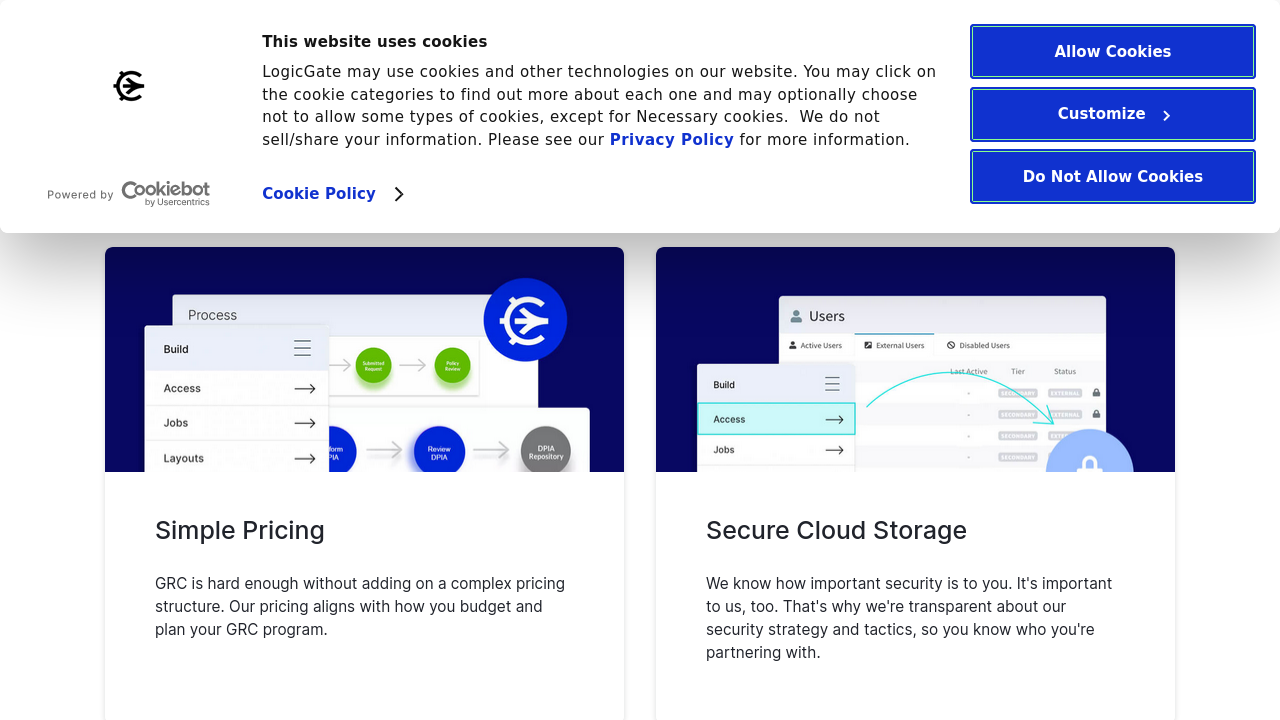 This website uses cookies
LogicGate may use cookies and other technologies on our website. You may click on
the cookie categories to find out more about each one and may optionally choose
not to allow some types of cookies, except for Necessary cookies.  We do not
sell/share your information. Please see our Privacy Policy for more information.
Cookie Policy
Powered by Cookiebot
by Usercentrics
Allow Cookies
Customize
Do Not Allow Cookies
Process
Build
Access
Jobs
Layouts
Submitted
Request
Policy
Review
form
PIA
Review
DPIA
DPIA
Repository
Users
Active Users
External Users
Disabled Users
Last Active
Tier
Status
Build
Access
Jobs
SECONDARY
EXTERNAL
SECONDARY
EXTERNAL
SECONDARY
EXTERNAL
SECONDARY
Simple Pricing
GRC is hard enough without adding on a complex pricing
structure. Our pricing aligns with how you budget and
plan your GRC program.
Secure Cloud Storage
We know how important security is to you. It's important
to us, too. That's why we're transparent about our
security strategy and tactics, so you know who you're
partnering with.